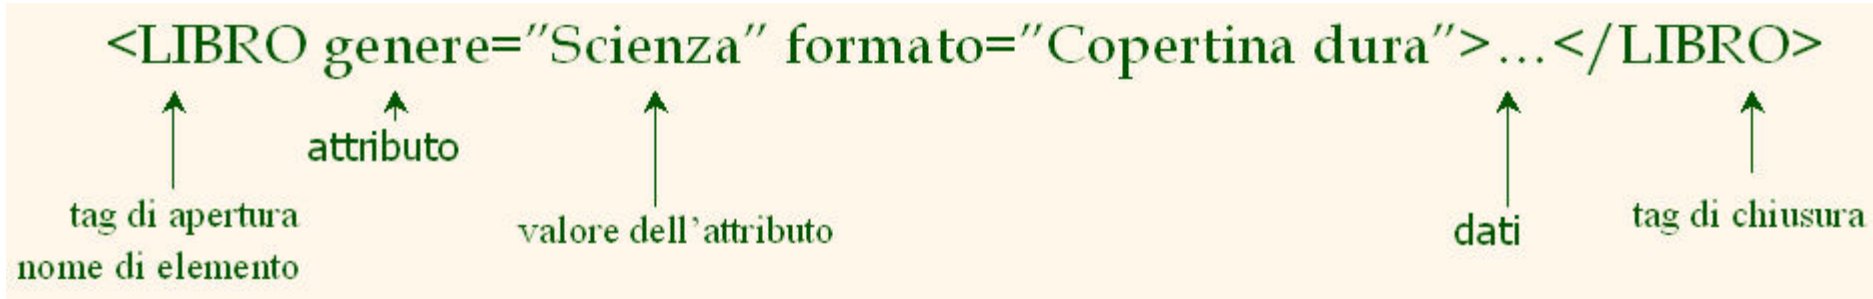 <LIBRO genere=″Scienza″ formato=″Copertina dura″>...</LIBRO>
attributo
tag di apertura
nome di elemento
valore dell'attributo
dati
tag di chiusura